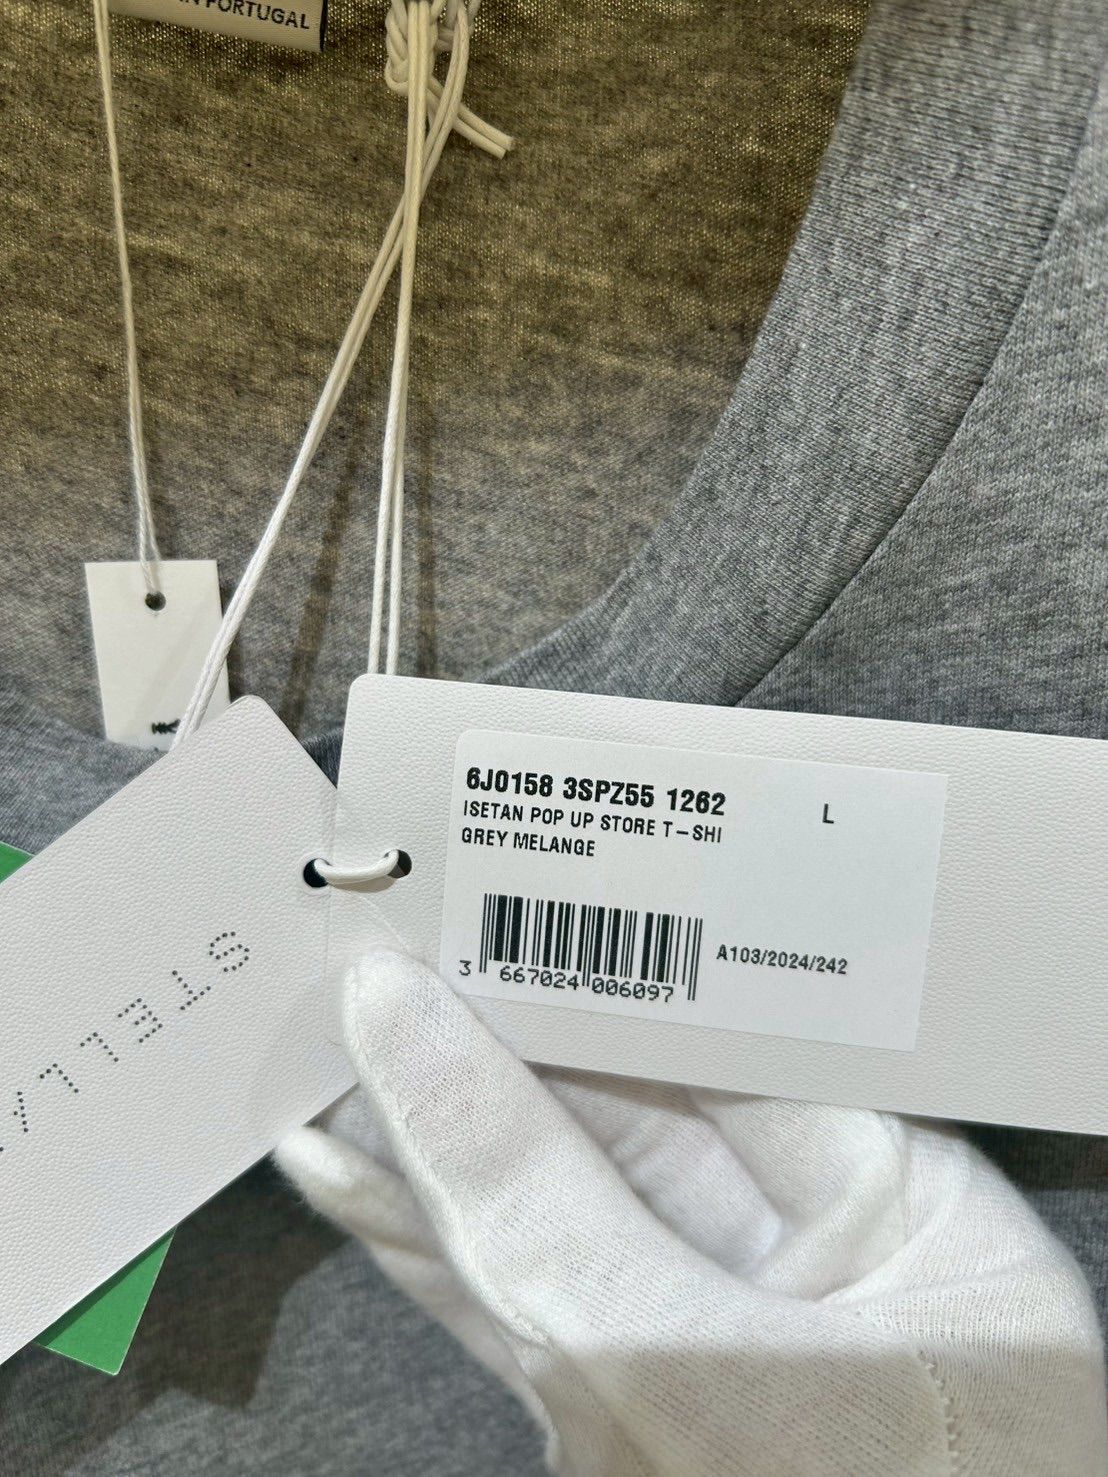 N PORTUGAL
6J0158 3SPZ55 1262
L
ISETAN POP UP STORE T-SHI
GREY MELANGE
A103/2024/242
3 667024 006097
STELLA